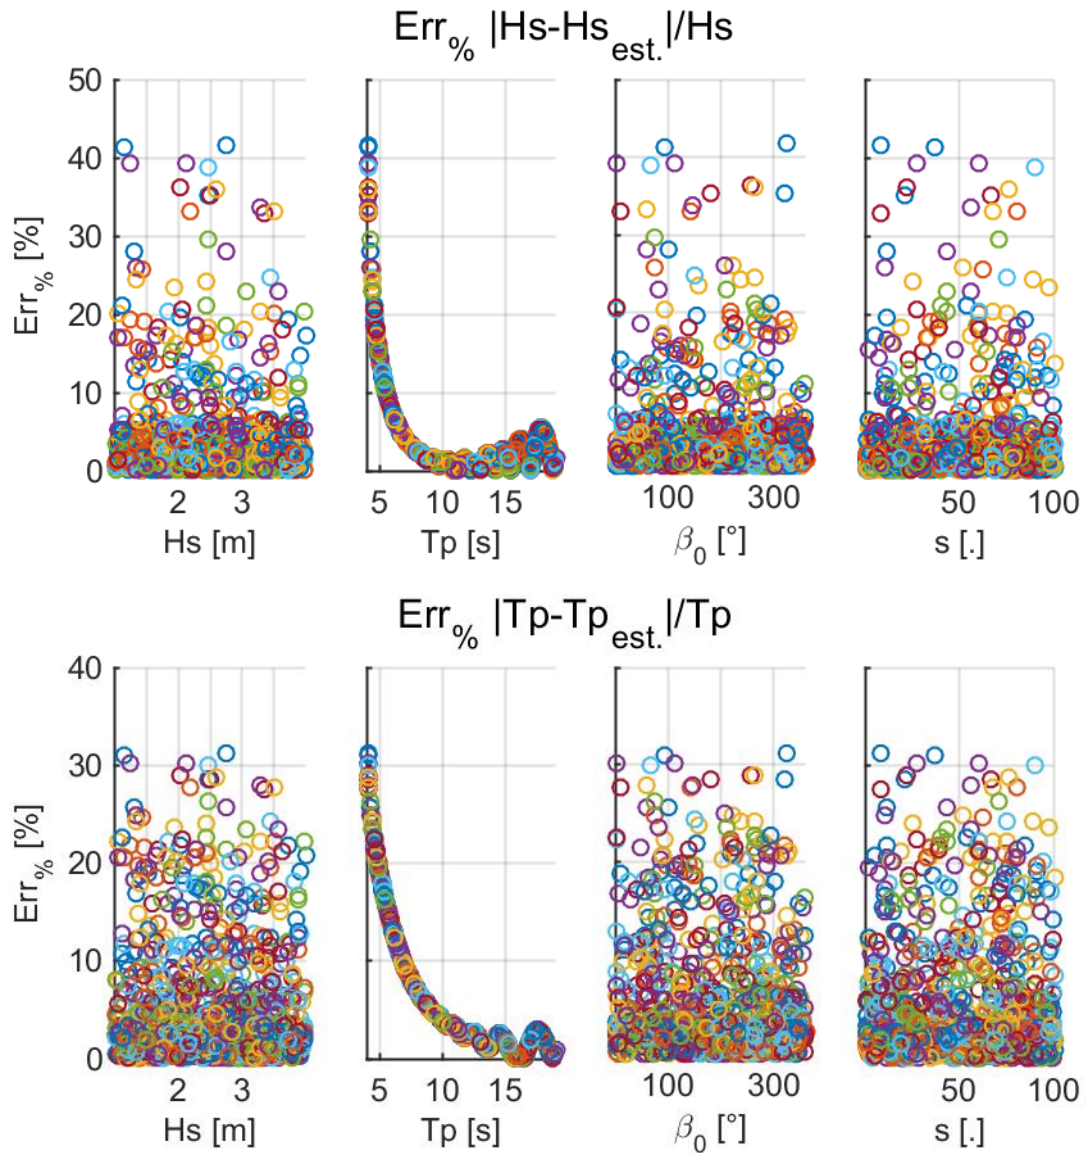 Err% |Hs-Hsest.|/Hs
50
40
30
20
10
0
Err% [%]
2 3
Hs [m]
5 10 15
Tp [s]
100 300
β0 [°]
50 100
s [.]
Err% |Tp-Tpest.|/Tp
40
30
20
10
0
Err% [%]
2 3
Hs [m]
5 10 15
Tp [s]
100 300
β0 [°]
50 100
s [.]